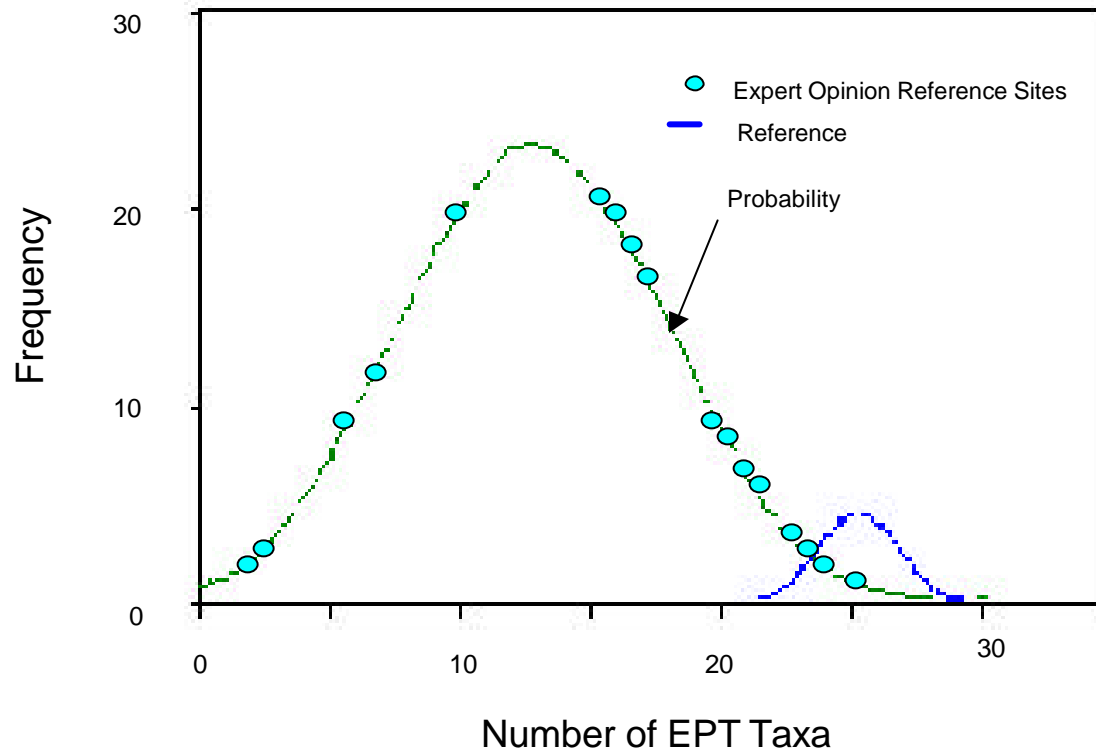 30
Expert Opinion Reference Sites
Reference
Probability
20
Frequency
10
0
0
10
20
30
Number of EPT Taxa